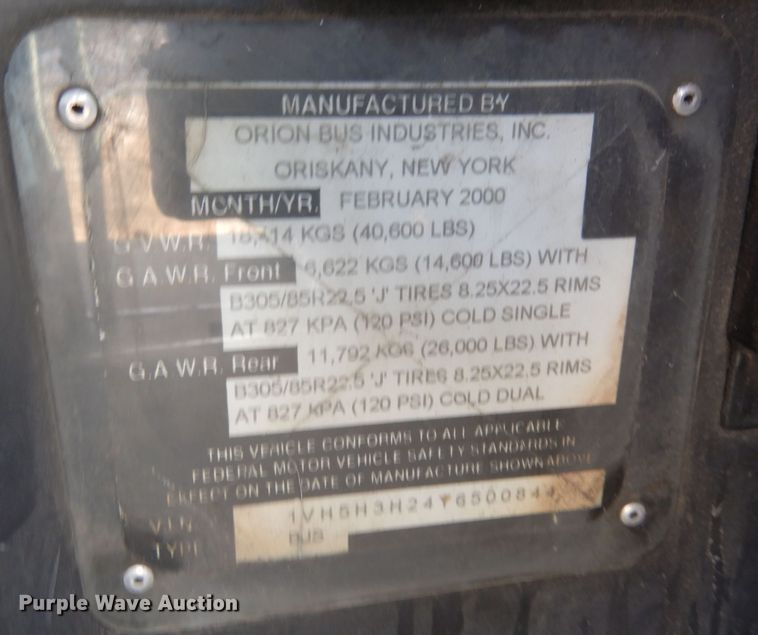 MANUFACTURED BY
ORION BUS INDUSTRIES, INC.
ORISKANY, NEW YORK
MONTH/YR. FEBRUARY 2000
G.V.W.R. 18,414 KGS (40,600 LBS)
G.A.W.R. Front 6,622 KGS (14,600 LBS) WITH
B305/85R22.5 'J' TIRES 8.25X22.5 RIMS
AT 827 KPA (120 PSI) COLD SINGLE
G.A.W.R. Rear 11,792 KGS (26,000 LBS) WITH
B305/85R22.5 'J' TIRES 8.25X22.5 RIMS
AT 827 KPA (120 PSI) COLD DUAL
THIS VEHICLE CONFORMS TO ALL APPLICABLE
FEDERAL MOTOR VEHICLE SAFETY STANDARDS IN
EFFECT ON THE DATE OF MANUFACTURE SHOWN ABOVE
V.I.N. 1VH5H3H24Y6500844
TYPE BUS
Purple Wave Auction